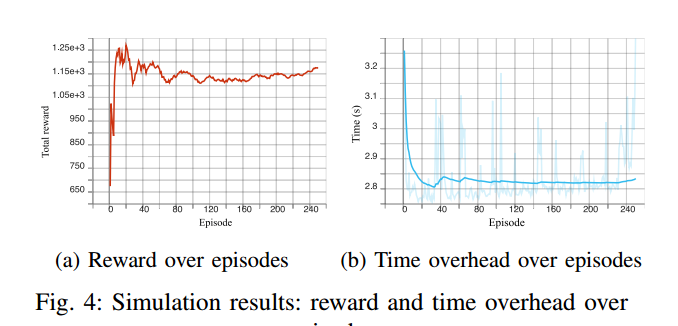 1.25e+3
1.15e+3
1.05e+3
950
850
750
650
Total reward
0 40 80 120 160 200 240
Episode
3.2
3.1
3
2.9
2.8
Time (s)
0 40 80 120 160 200 240
Episode
(a) Reward over episodes (b) Time overhead over episodes
Fig. 4: Simulation results: reward and time overhead over